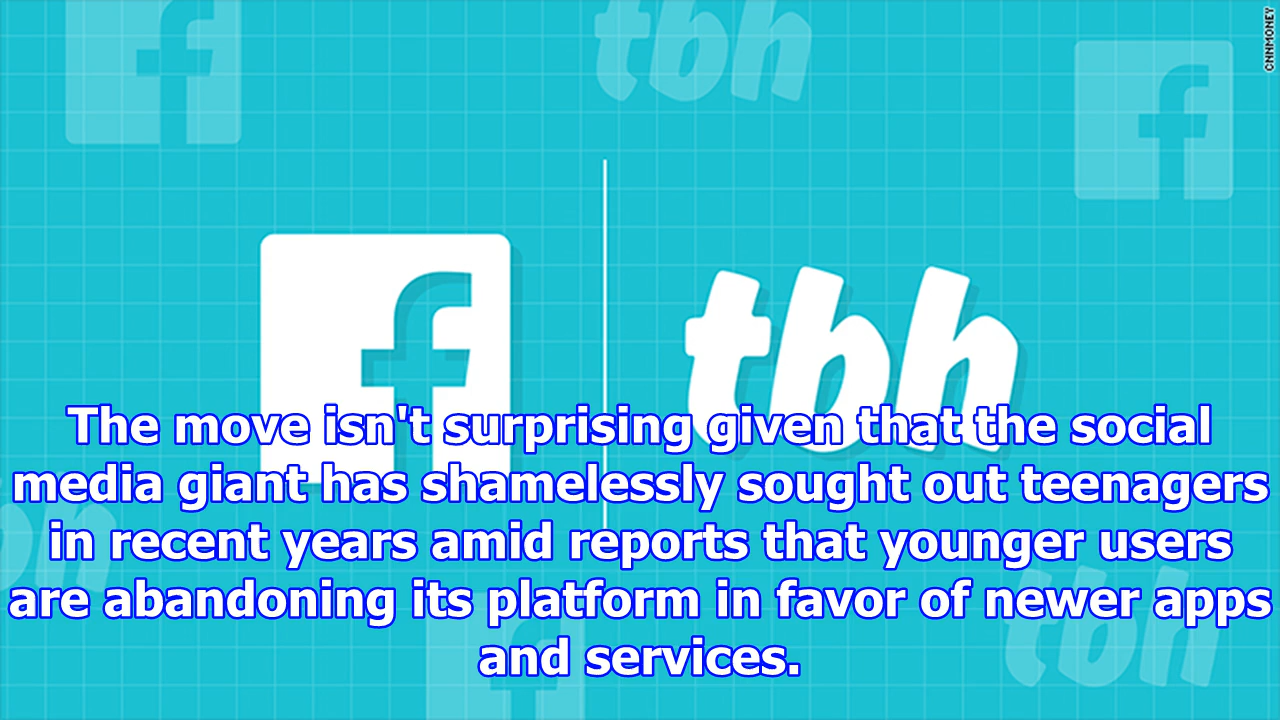 tbh
CNNMONEY
tbh
The move isn't surprising given that the social
media giant has shamelessly sought out teenagers
in recent years amid reports that younger users
are abandoning its platform in favor of newer apps
and services.
tbh